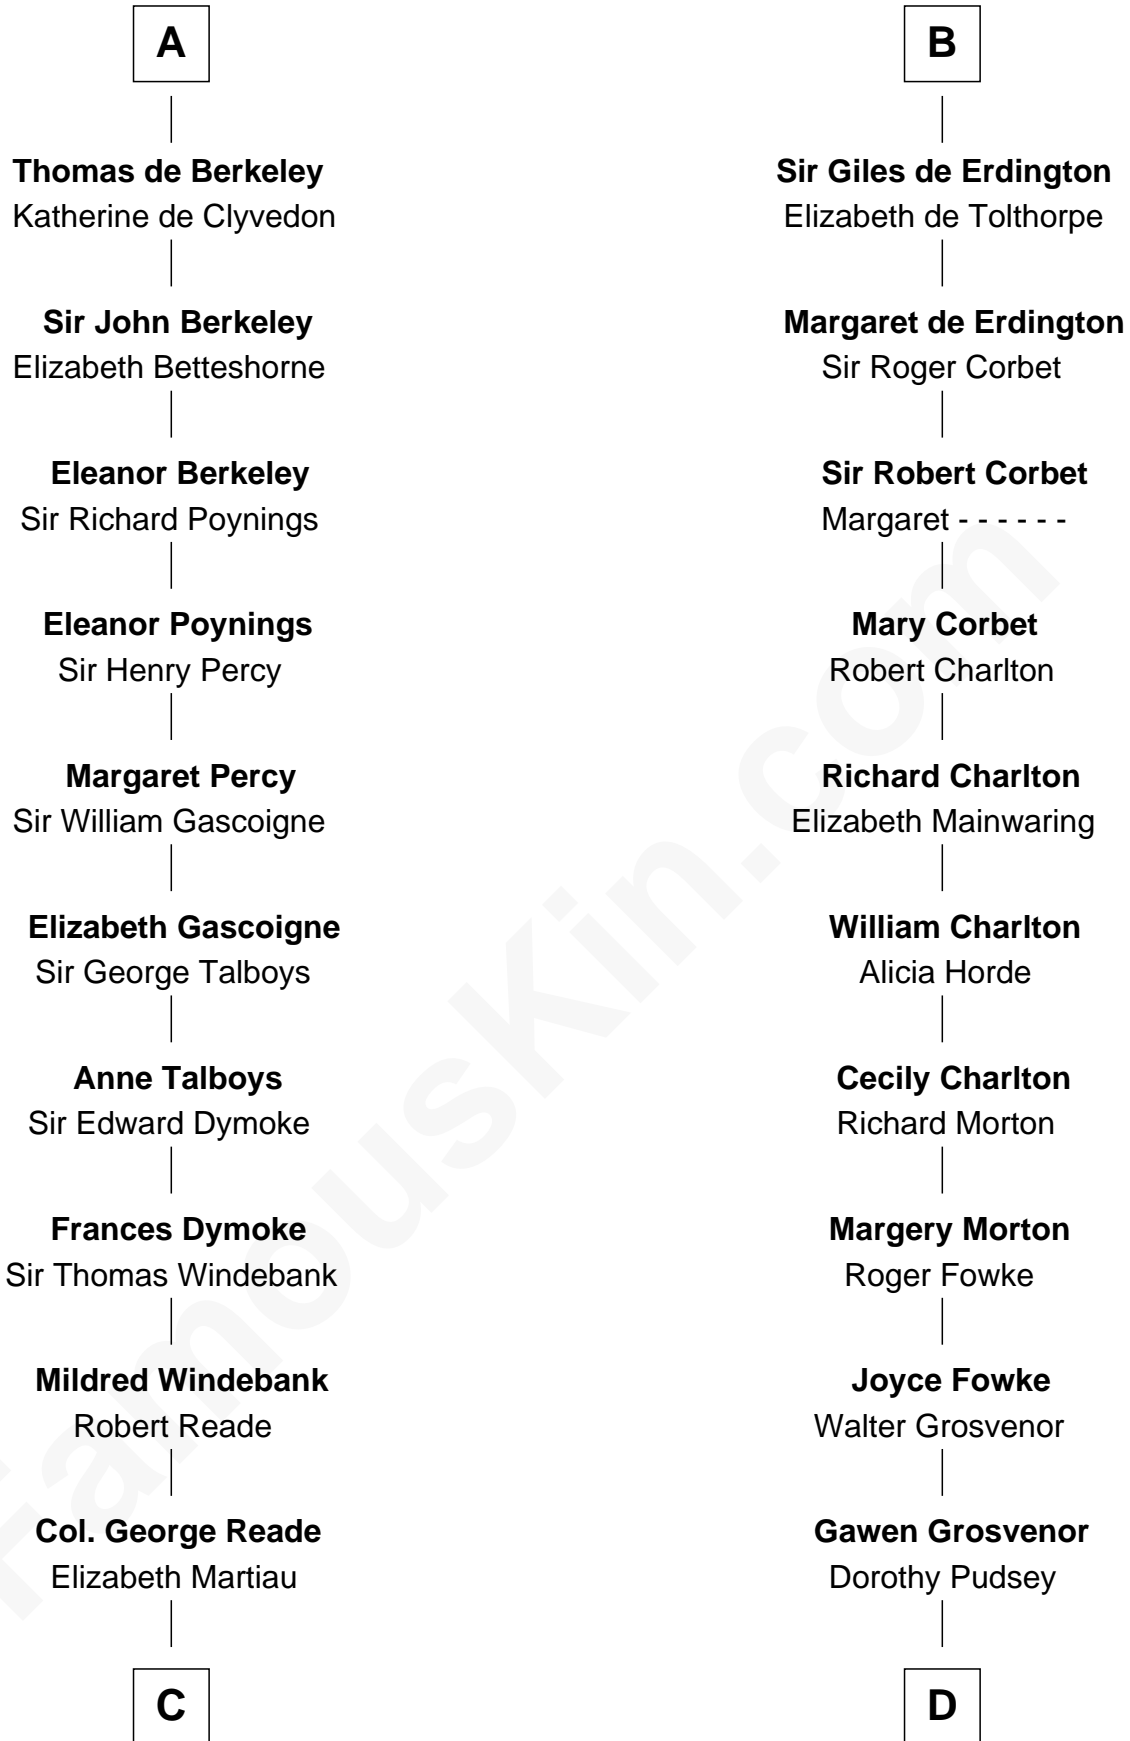 A
Thomas de Berkeley
Katherine de Clyvedon
Sir John Berkeley
Elizabeth Betteshorne
Eleanor Berkeley
Sir Richard Poynings
Eleanor Poynings
Sir Henry Percy
Margaret Percy
Sir William Gascoigne
Elizabeth Gascoigne
Sir George Talboys
Anne Talboys
Sir Edward Dymoke
Frances Dymoke
Sir Thomas Windebank
Mildred Windebank
Robert Reade
Col. George Reade
Elizabeth Martiau
C
B
Sir Giles de Erdington
Elizabeth de Tolthorpe
Margaret de Erdington
Sir Roger Corbet
Sir Robert Corbet
Margaret - - - - - -
Mary Corbet
Robert Charlton
Richard Charlton
Elizabeth Mainwaring
William Charlton
Alicia Horde
Cecily Charlton
Richard Morton
Margery Morton
Roger Fowke
Joyce Fowke
Walter Grosvenor
Gawen Grosvenor
Dorothy Pudsey
D
FamousKin.com